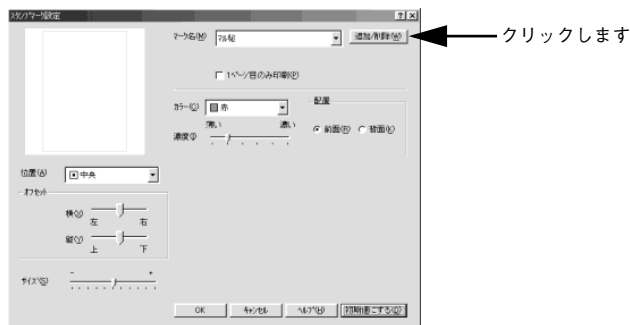 スタンプマーク設定
マーク名(M) マル秘 追加/削除(W)
クリックします
1ページ目のみ印刷(P)
カラー(C) 赤
薄い 濃い
濃度(I)
配置
前面(R) 背面(K)
位置(A) 中央
オフセット
横(X)
左 右
縦(Y)
上 下
サイズ(S)
- +
OK キャンセル ヘルプ(H) 初期値にする(D)